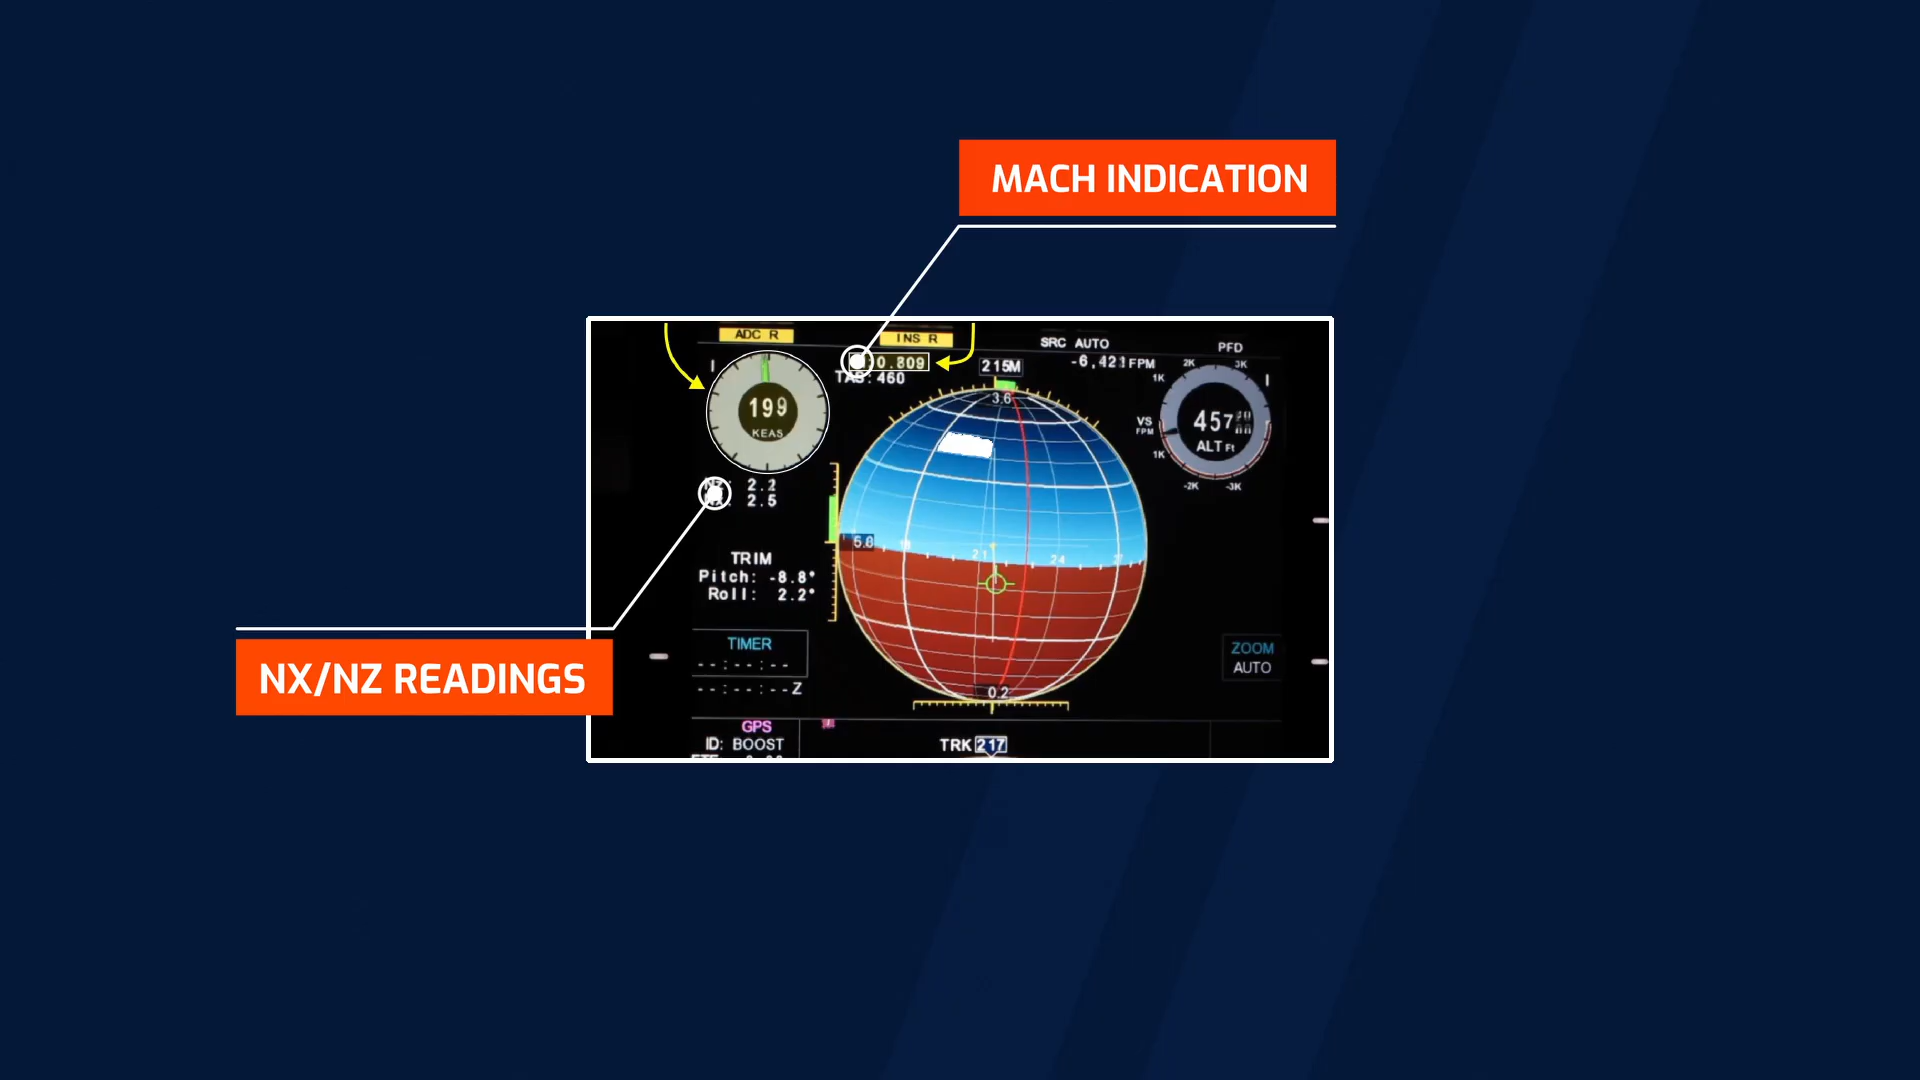 MACH INDICATION
ADC R
INS R
SRC AUTO
PFD
0.809
TAS: 460
215M
-6,421 FPM
2K
3K
1K
3.6
199
KEAS
VS
FPM
457
ALT Ft
1K
-2K
-3K
2.2
2.5
5.0
21
24
TRIM
Pitch: -8.8°
Roll: 2.2°
TIMER
--:--:--
--:--:--Z
ZOOM
AUTO
NX/NZ READINGS
0.2
GPS
ID: BOOST
TRK 217